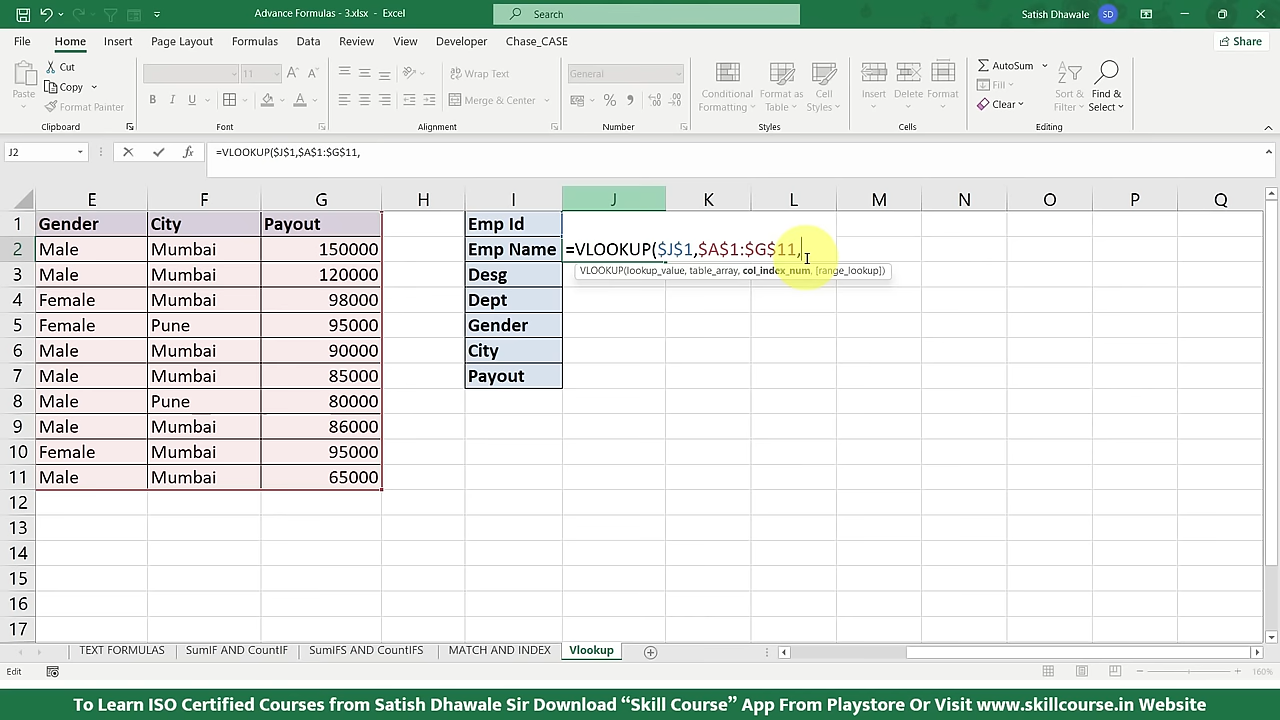 Advance Formulas - 3.xlsx - Excel
Search
Satish Dhawale
SD
File Home Insert Draw Page Layout Formulas Data Review View Developer Chase_CASE
Share
Paste
Cut
Copy
Format Painter
Clipboard
11
B I U
Font
Wrap Text
Merge & Center
Alignment
General
Number
Conditional Formatting
Format as Table
Cell Styles
Styles
Insert
Delete
Format
Cells
AutoSum
Fill
Clear
Sort & Filter
Find & Select
Editing
J2
fx
=VLOOKUP($J$1,$A$1:$G$11,
E F G H I J K L M N O P Q
1 Gender City Payout Emp Id
2 Male Mumbai 150000 Emp Name =VLOOKUP($J$1,$A$1:$G$11,
VLOOKUP(lookup_value, table_array, col_index_num, [range_lookup])
3 Male Mumbai 120000 Desg
4 Female Mumbai 98000 Dept
5 Female Pune 95000 Gender
6 Male Mumbai 90000 City
7 Male Mumbai 85000 Payout
8 Male Pune 80000
9 Male Mumbai 86000
10 Female Mumbai 95000
11 Male Mumbai 65000
12
13
14
15
16
17
TEXT FORMULAS SumIF AND CountIF SumIFS AND CountIFS MATCH AND INDEX Vlookup
Edit
160%
To Learn ISO Certified Courses from Satish Dhawale Sir Download “Skill Course” App From Playstore Or Visit www.skillcourse.in Website